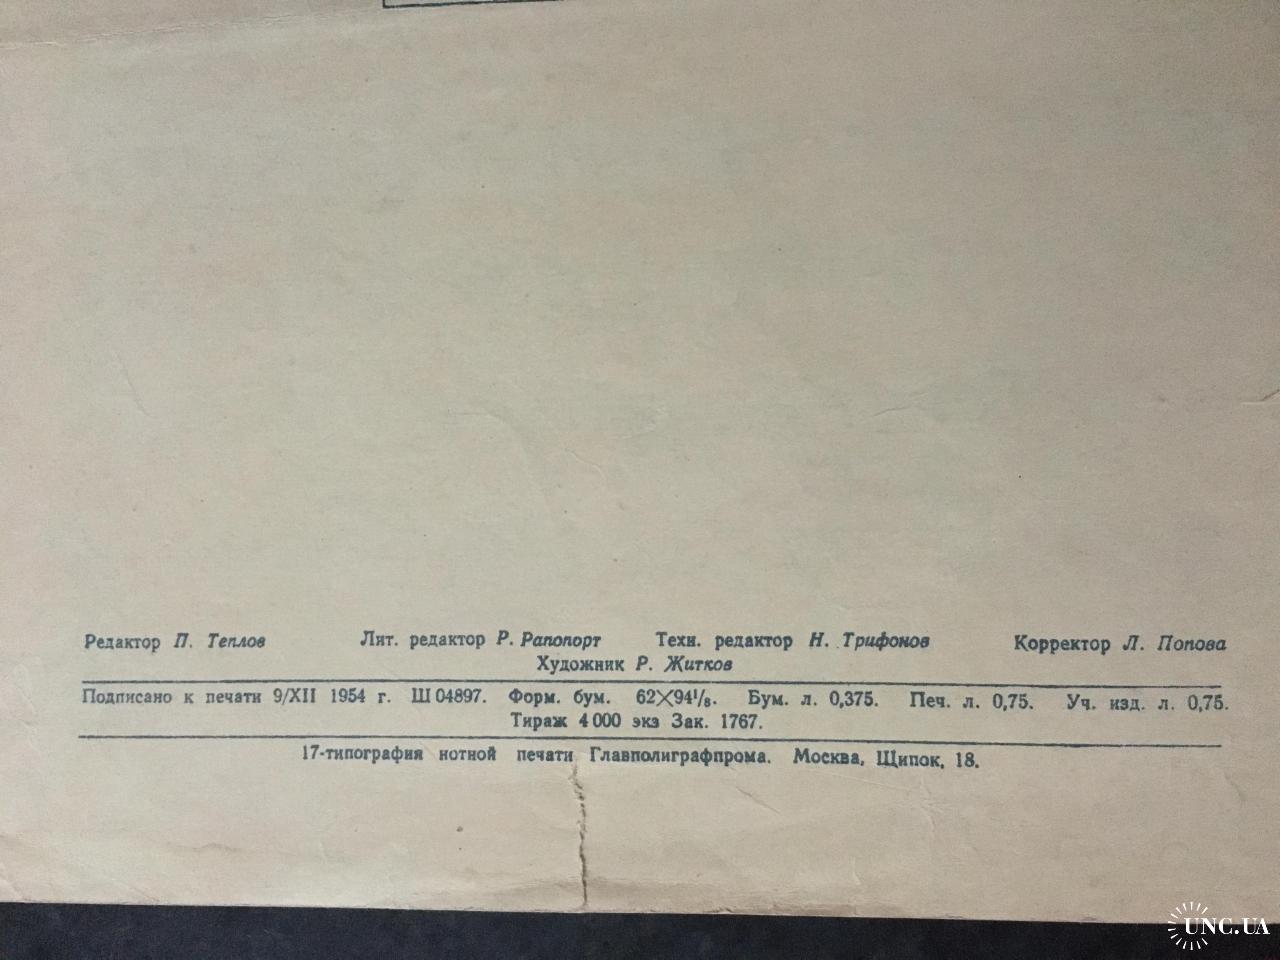 Редактор П. Теплов Лит. редактор Р. Рапопорт Техн. редактор Н. Трифонов Корректор Л. Попова
Художник Р. Житков
Подписано к печати 9/XII 1954 г. Ш 04897. Форм. бум. 62×94¹/₈. Бум. л. 0,375. Печ. л. 0,75. Уч. изд. л. 0,75.
Тираж 4 000 экз Зак. 1767.
17-типография нотной печати Главполиграфпрома. Москва, Щипок, 18.
UNC.UA